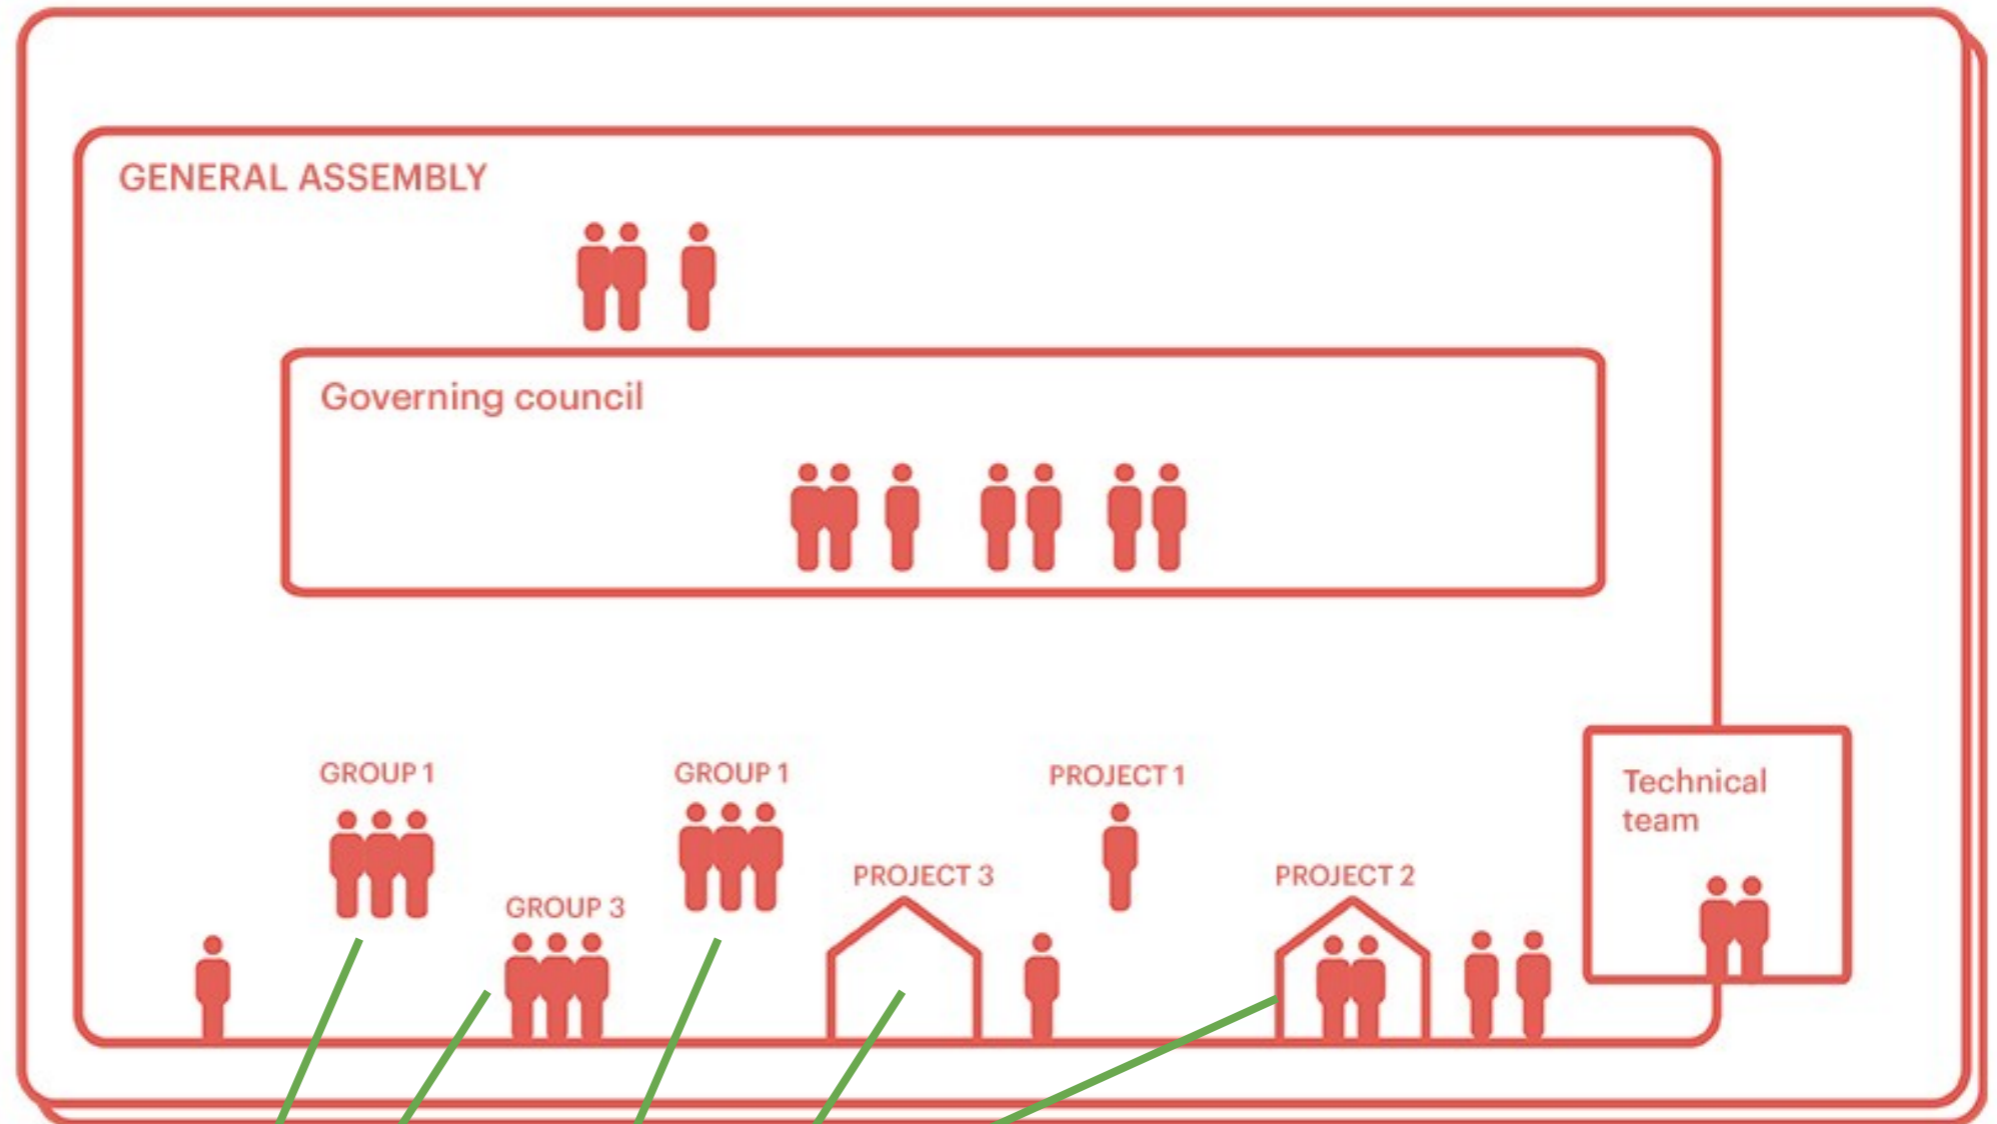 GENERAL ASSEMBLY
Governing council
GROUP 1
GROUP 1
PROJECT 1
Technical
team
PROJECT 3
PROJECT 2
GROUP 3